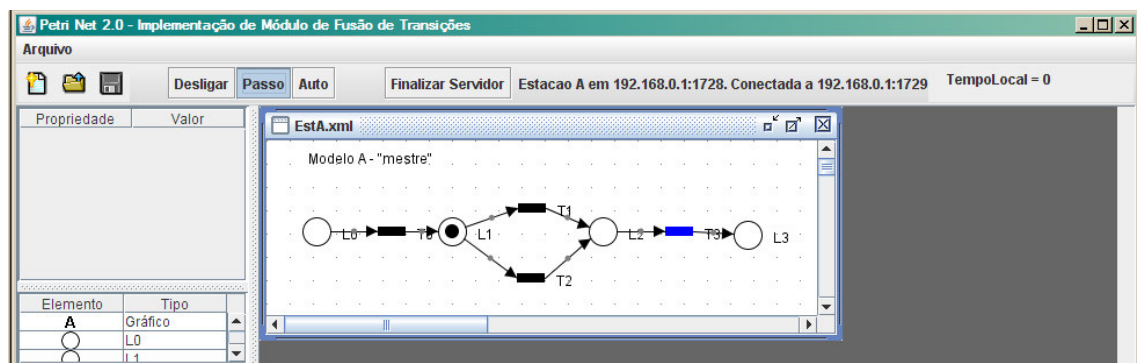 Petri Net 2.0 - Implementação de Módulo de Fusão de Transições
Arquivo
Desligar Passo Auto Finalizar Servidor Estacao A em 192.168.0.1:1728. Conectada a 192.168.0.1:1729 TempoLocal = 0
Propriedade Valor
EstA.xml
Modelo A - "mestre"
T1
L0 T0 L1 L2 T3 L3
T2
Elemento Tipo
A Gráfico
L0
L1